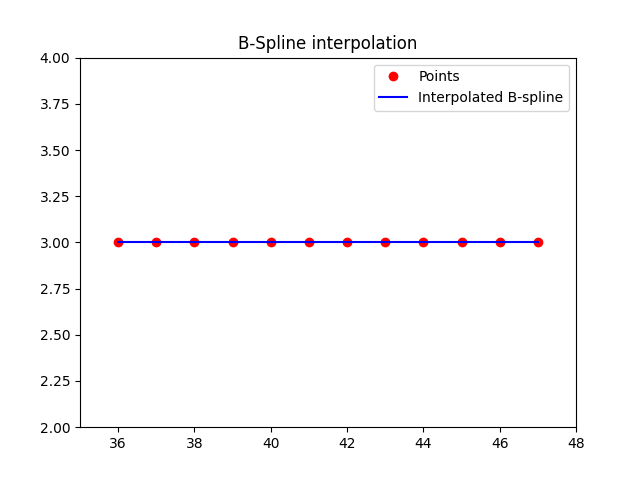 B-Spline interpolation
Points
Interpolated B-spline
4.00
3.75
3.50
3.25
3.00
2.75
2.50
2.25
2.00
36 38 40 42 44 46 48